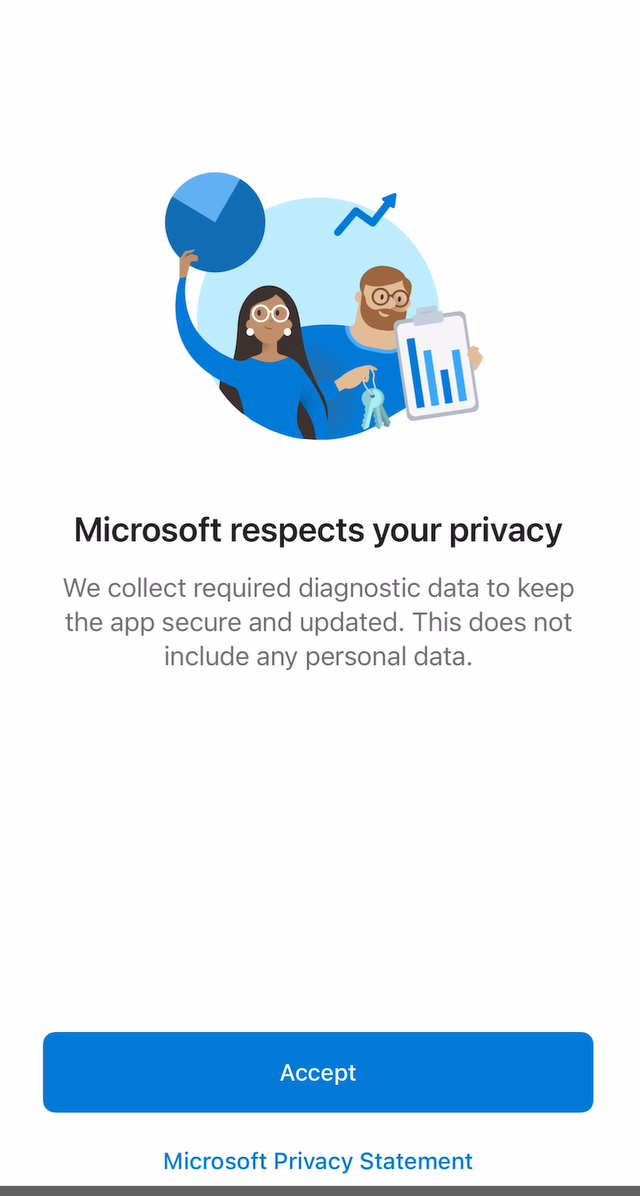 Microsoft respects your privacy
We collect required diagnostic data to keep
the app secure and updated. This does not
include any personal data.
Accept
Microsoft Privacy Statement